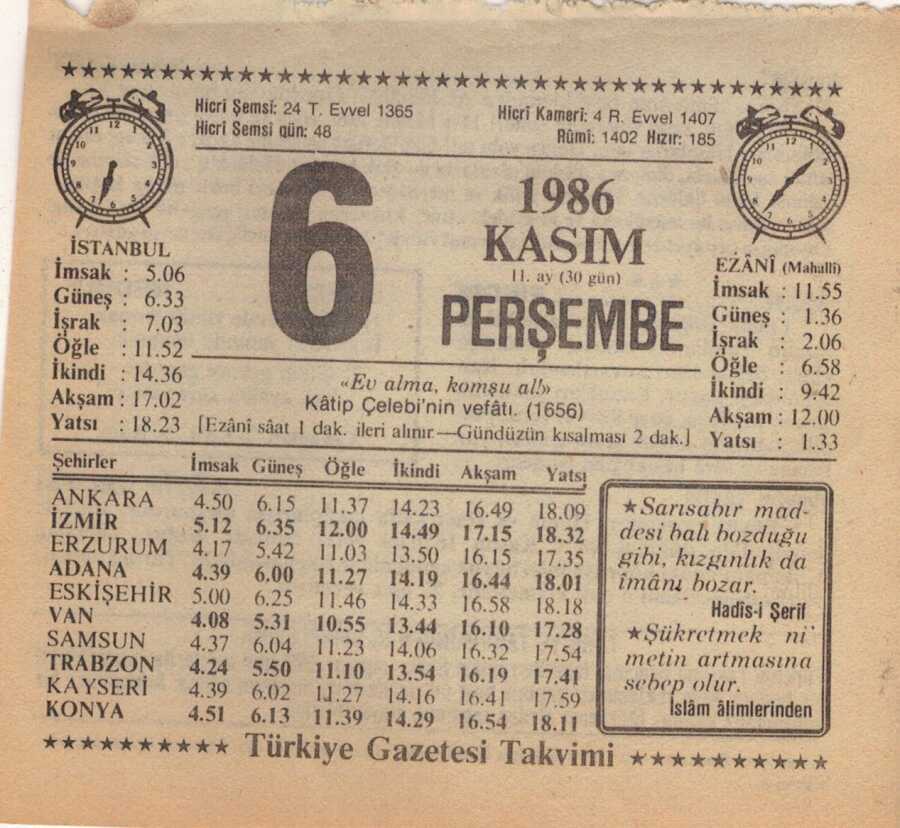 Hicrî Şemsî: 24 T. Evvel 1365
Hicrî Kamerî: 4 R. Evvel 1407
Hicrî Şemsî gün: 48
Rûmî: 1402 Hızır: 185
6
1986
KASIM
11. ay (30 gün)
PERŞEMBE
İSTANBUL
İmsak : 5.06
Güneş : 6.33
İşrak : 7.03
Öğle : 11.52
İkindi : 14.36
Akşam : 17.02
Yatsı : 18.23
EZÂNÎ (Mahallî)
İmsak : 11.55
Güneş : 1.36
İşrak : 2.06
Öğle : 6.58
İkindi : 9.42
Akşam : 12.00
Yatsı : 1.33
«Ev alma, komşu al!»
Kâtip Çelebi'nin vefâtı. (1656)
[Ezânî sâat 1 dak. ileri alınır.—Gündüzün kısalması 2 dak.]
Şehirler İmsak Güneş Öğle İkindi Akşam Yatsı
ANKARA 4.50 6.15 11.37 14.23 16.49 18.09
İZMİR 5.12 6.35 12.00 14.49 17.15 18.32
ERZURUM 4.17 5.42 11.03 13.50 16.15 17.35
ADANA 4.39 6.00 11.27 14.19 16.44 18.01
ESKİŞEHİR 5.00 6.25 11.46 14.33 16.58 18.18
VAN 4.08 5.31 10.55 13.44 16.10 17.28
SAMSUN 4.37 6.04 11.23 14.06 16.32 17.54
TRABZON 4.24 5.50 11.10 13.54 16.19 17.41
KAYSERİ 4.39 6.02 11.27 14.16 16.41 17.59
KONYA 4.51 6.13 11.39 14.29 16.54 18.11
★Sarısabır mad-
desi balı bozduğu
gibi, kızgınlık da
îmânı bozar.
Hadîs-i Şerîf
★Şükretmek ni'
metin artmasına
sebep olur.
İslâm âlimlerinden
Türkiye Gazetesi Takvimi